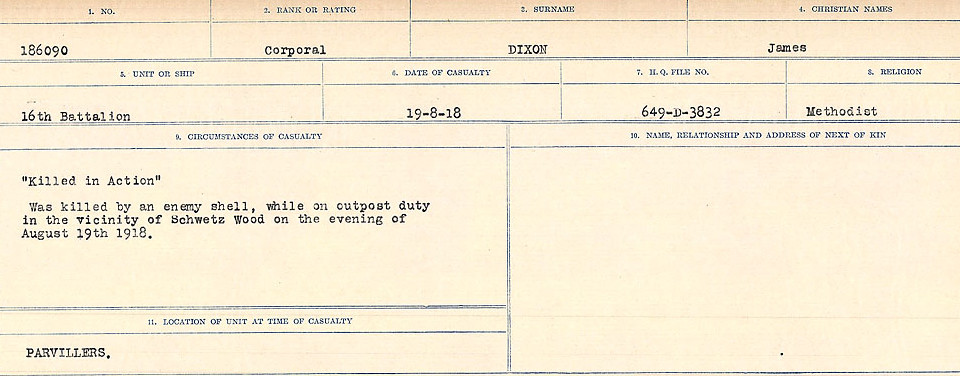 1. NO.
2. RANK OR RATING
3. SURNAME
4. CHRISTIAN NAMES
186090
Corporal
DIXON
James
5. UNIT OR SHIP
6. DATE OF CASUALTY
7. H.Q. FILE NO.
8. RELIGION
16th Battalion
19-8-18
649-D-3832
Methodist
9. CIRCUMSTANCES OF CASUALTY
10. NAME, RELATIONSHIP AND ADDRESS OF NEXT OF KIN
"Killed in Action"
Was killed by an enemy shell, while on outpost duty
in the vicinity of Schwetz Wood on the evening of
August 19th 1918.
11. LOCATION OF UNIT AT TIME OF CASUALTY
PARVILLERS.